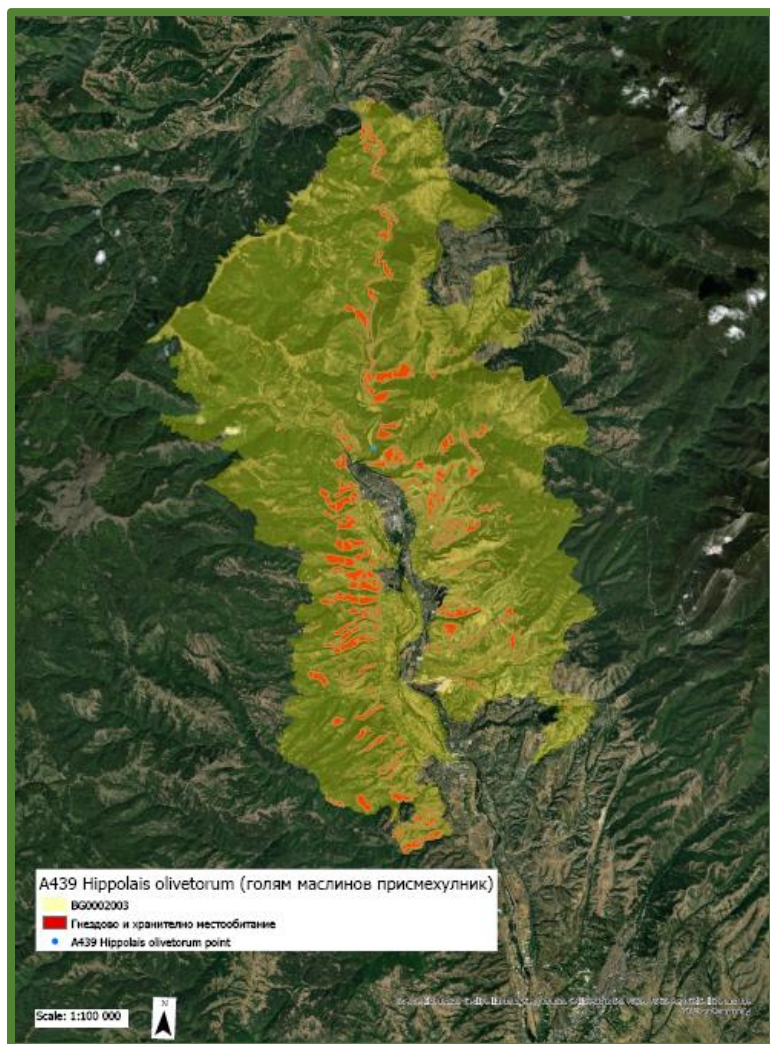 A439 Hippolais olivetorum (голям маслинов присмехулник)
BG0002003
Гнездово и хранително местообитание
A439 Hippolais olivetorum point
Scale: 1:100 000
N